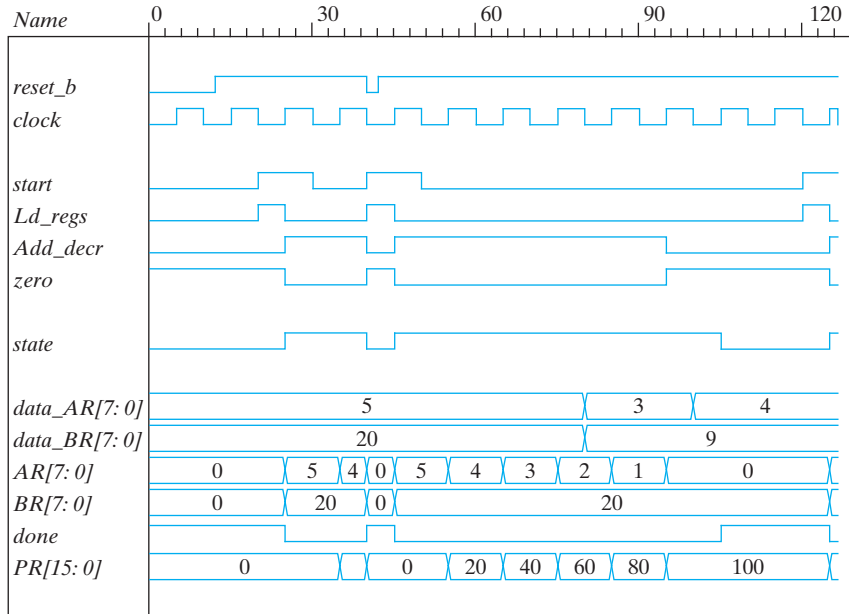 Name 0 30 60 90 120
reset_b
clock
start
Ld_regs
Add_decr
zero
state
data_AR[7: 0] 5 3 4
data_BR[7: 0] 20 9
AR[7: 0] 0 5 4 0 5 4 3 2 1 0
BR[7: 0] 0 20 0 20
done
PR[15: 0] 0 0 20 40 60 80 100